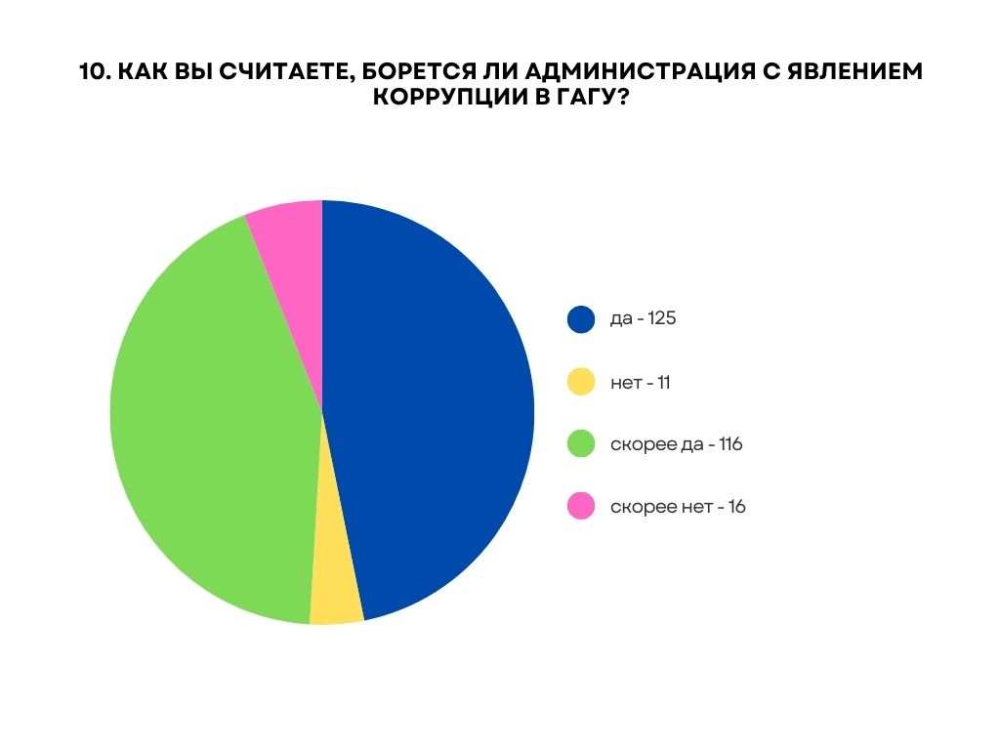 10. КАК ВЫ СЧИТАЕТЕ, БОРЕТСЯ ЛИ АДМИНИСТРАЦИЯ С ЯВЛЕНИЕМ
КОРРУПЦИИ В ГАГУ?
да - 125
нет - 11
скорее да - 116
скорее нет - 16